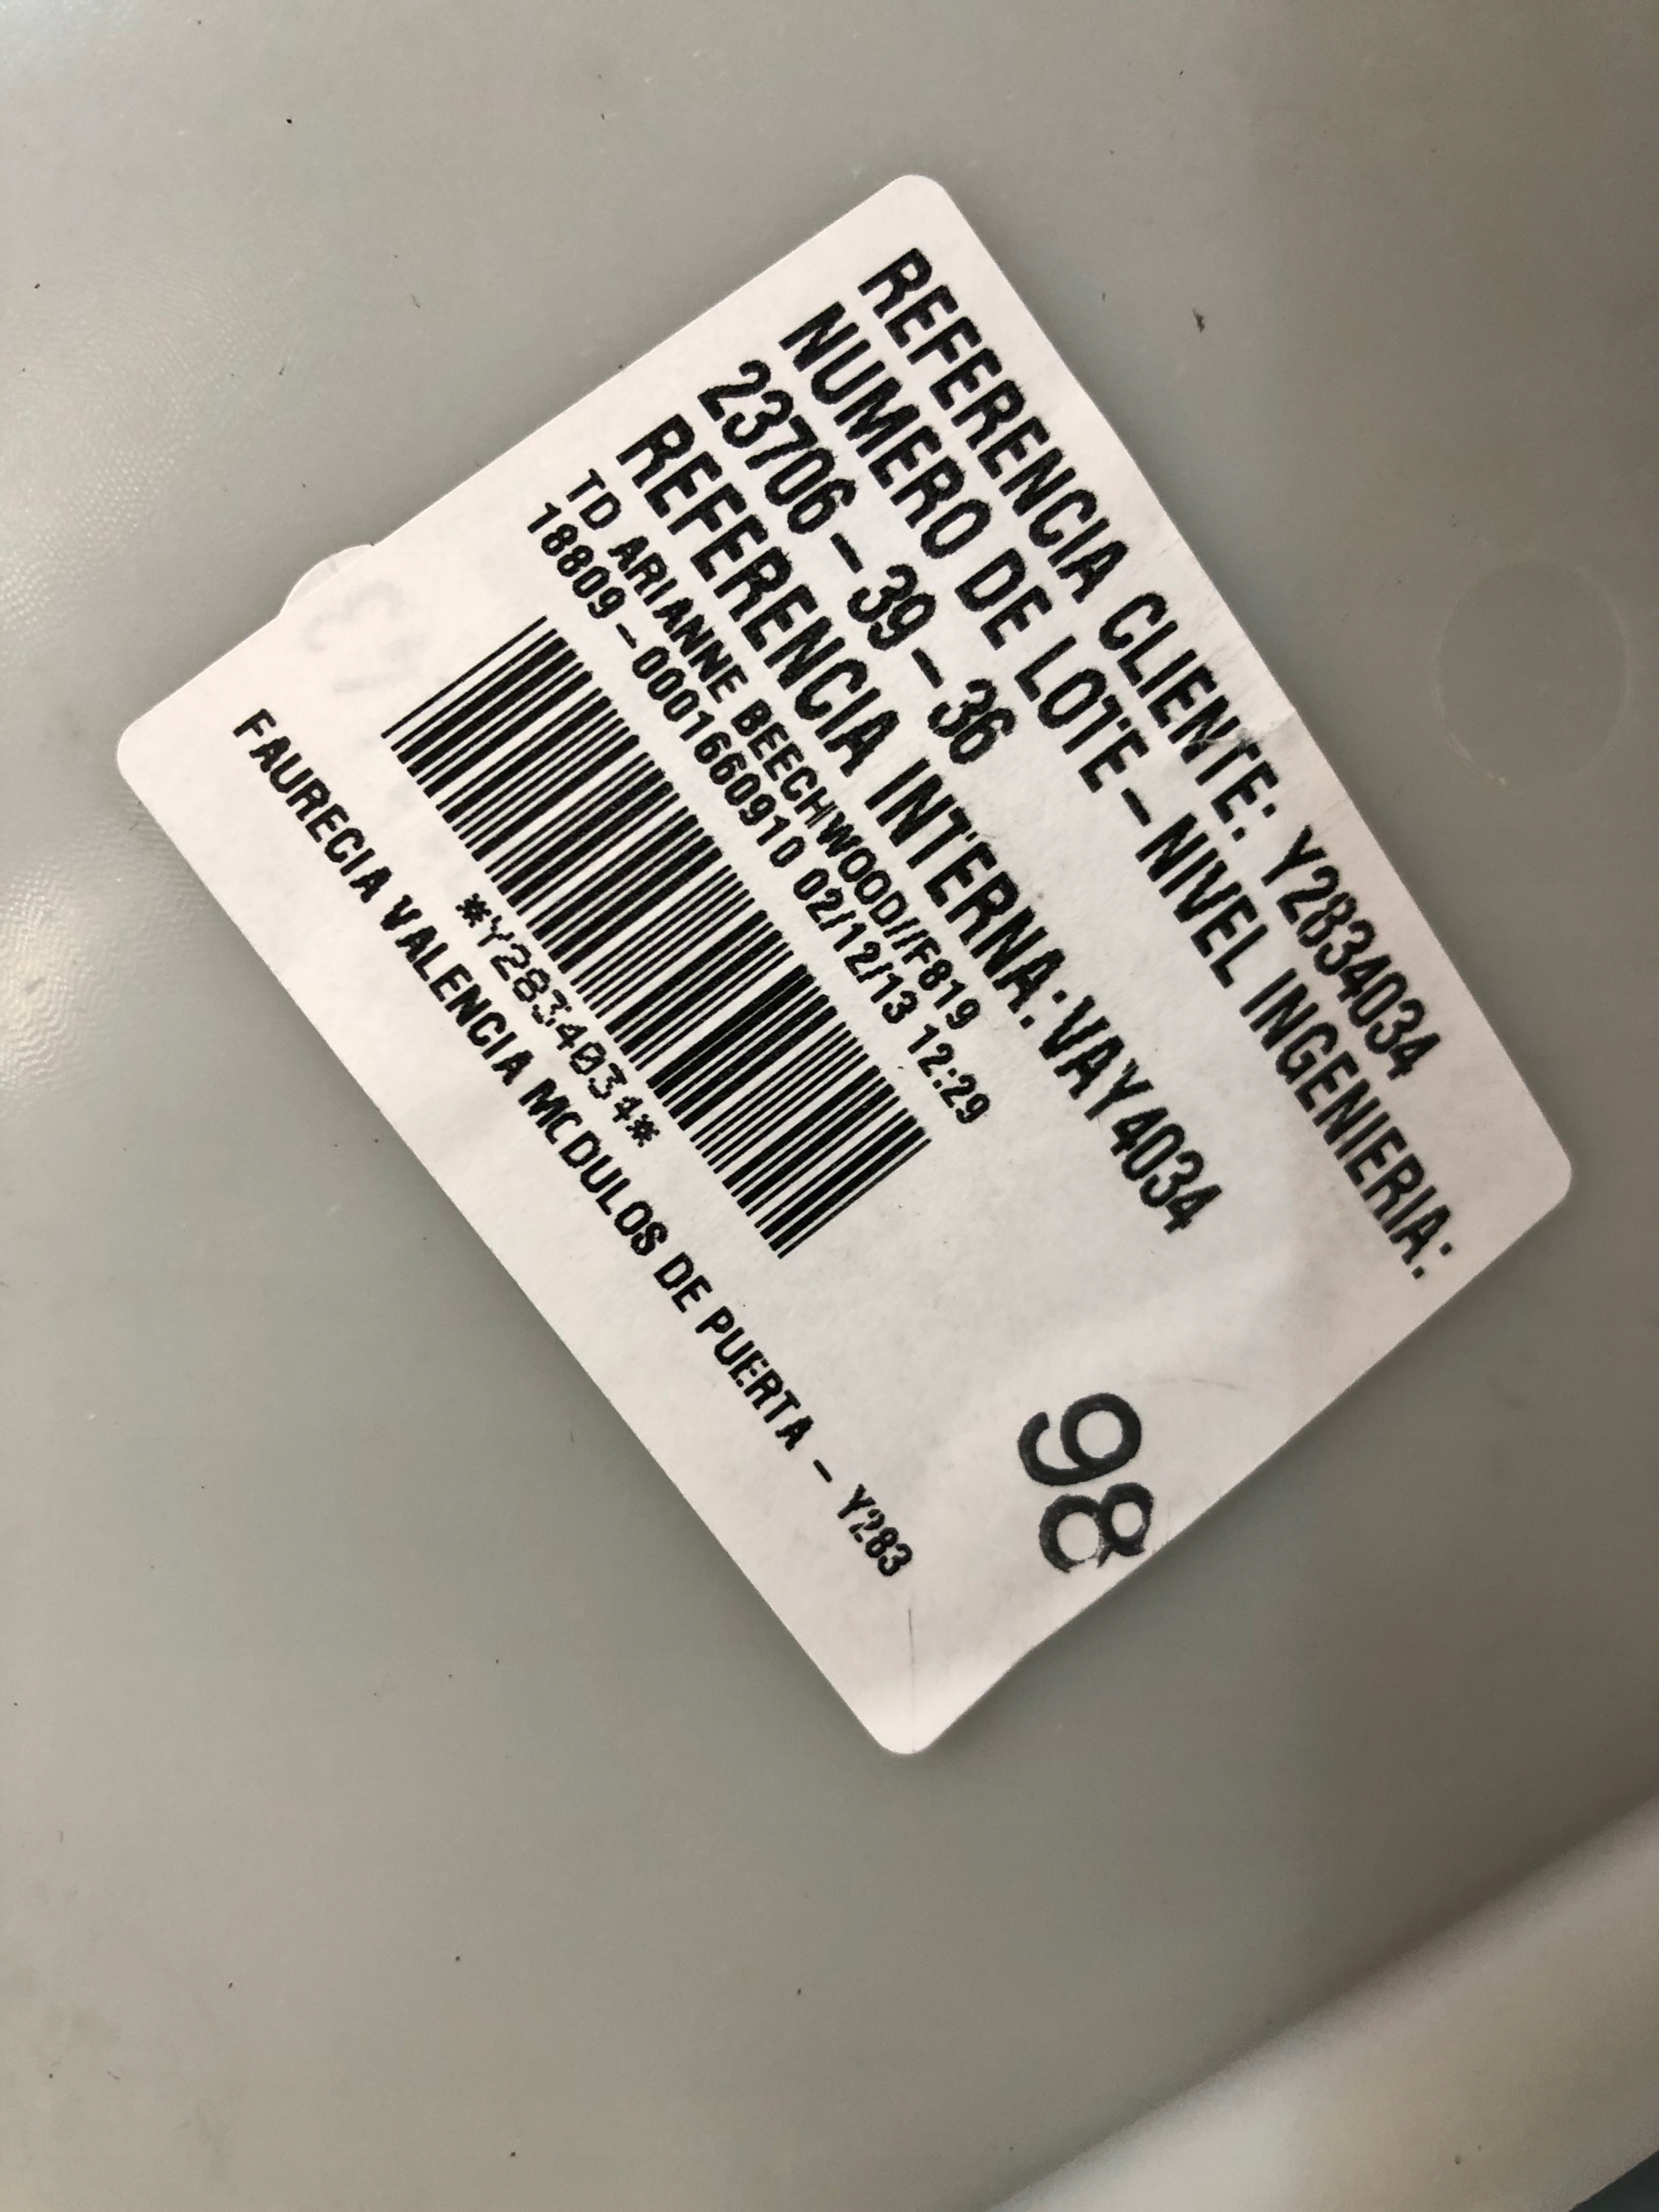 REFERENCIA CLIENTE: Y2834034
NUMERO DE LOTE-NIVEL INGENIERIA:
23706-39-36
REFERENCIA INTERNA:VAY4034
TD ARIANNE BEECHWOOD//F819
18809-0001660910 02/12/13 12:29
*Y2834034*
FAURECIA VALENCIA MCDULOS DE PUERTA - Y283
98